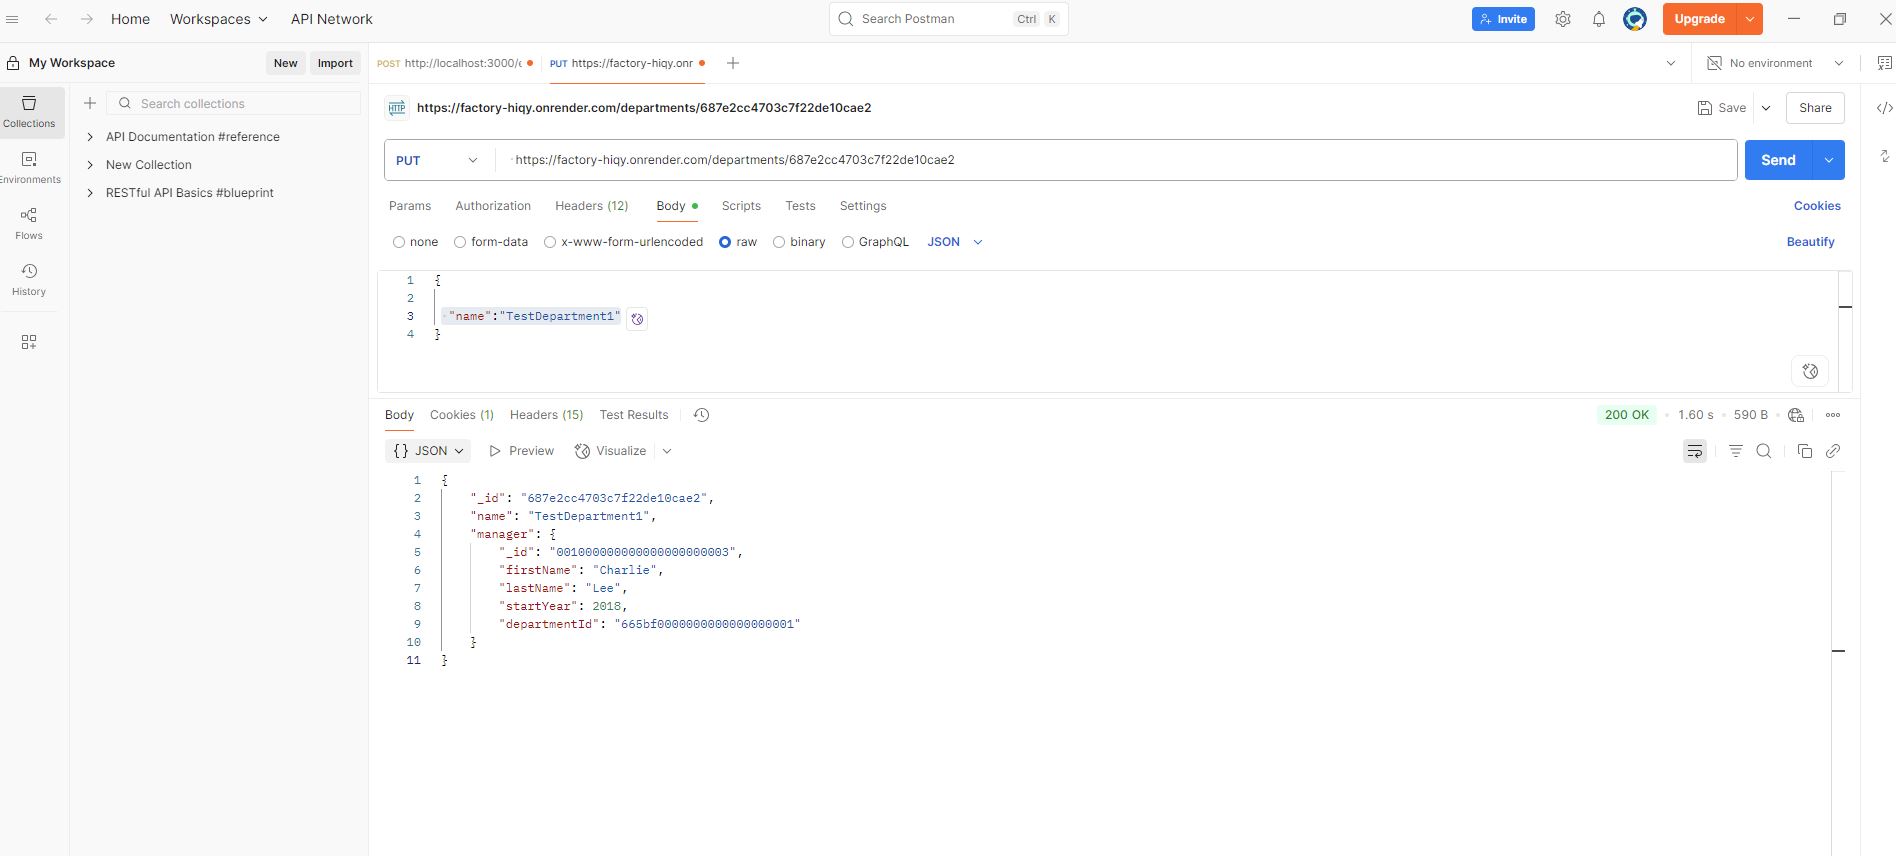 Home Workspaces API Network Search Postman Ctrl K Invite Upgrade
My Workspace New Import POST http://localhost:3000/e PUT https://factory-hiqy.onr No environment
Search collections
Collections
Environments
Flows
History
API Documentation #reference
New Collection
RESTful API Basics #blueprint
HTTP https://factory-hiqy.onrender.com/departments/687e2cc4703c7f22de10cae2 Save Share
PUT https://factory-hiqy.onrender.com/departments/687e2cc4703c7f22de10cae2 Send
Params Authorization Headers (12) Body Scripts Tests Settings Cookies
none form-data x-www-form-urlencoded raw binary GraphQL JSON Beautify
1 {
2
3 "name":"TestDepartment1"
4 }
Body Cookies (1) Headers (15) Test Results 200 OK 1.60 s 590 B
{} JSON Preview Visualize
1 {
2 "_id": "687e2cc4703c7f22de10cae2",
3 "name": "TestDepartment1",
4 "manager": {
5 "_id": "001000000000000000000003",
6 "firstName": "Charlie",
7 "lastName": "Lee",
8 "startYear": 2018,
9 "departmentId": "665bf0000000000000000001"
10 }
11 }